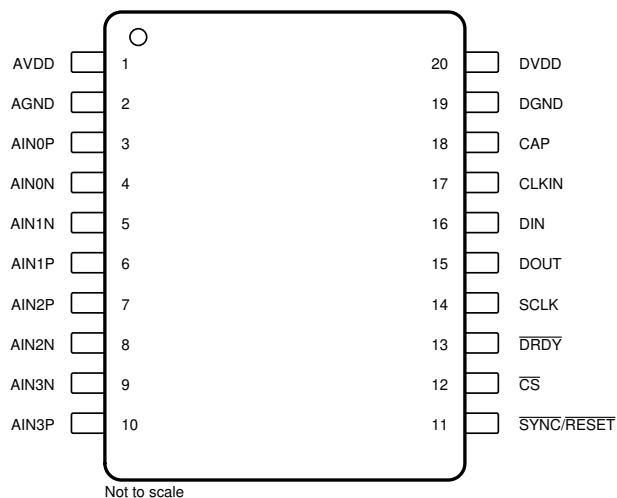 AVDD 1 20 DVDD
AGND 2 19 DGND
AIN0P 3 18 CAP
AIN0N 4 17 CLKIN
AIN1N 5 16 DIN
AIN1P 6 15 DOUT
AIN2P 7 14 SCLK
AIN2N 8 13 DRDY
AIN3N 9 12 CS
AIN3P 10 11 SYNC/RESET
Not to scale